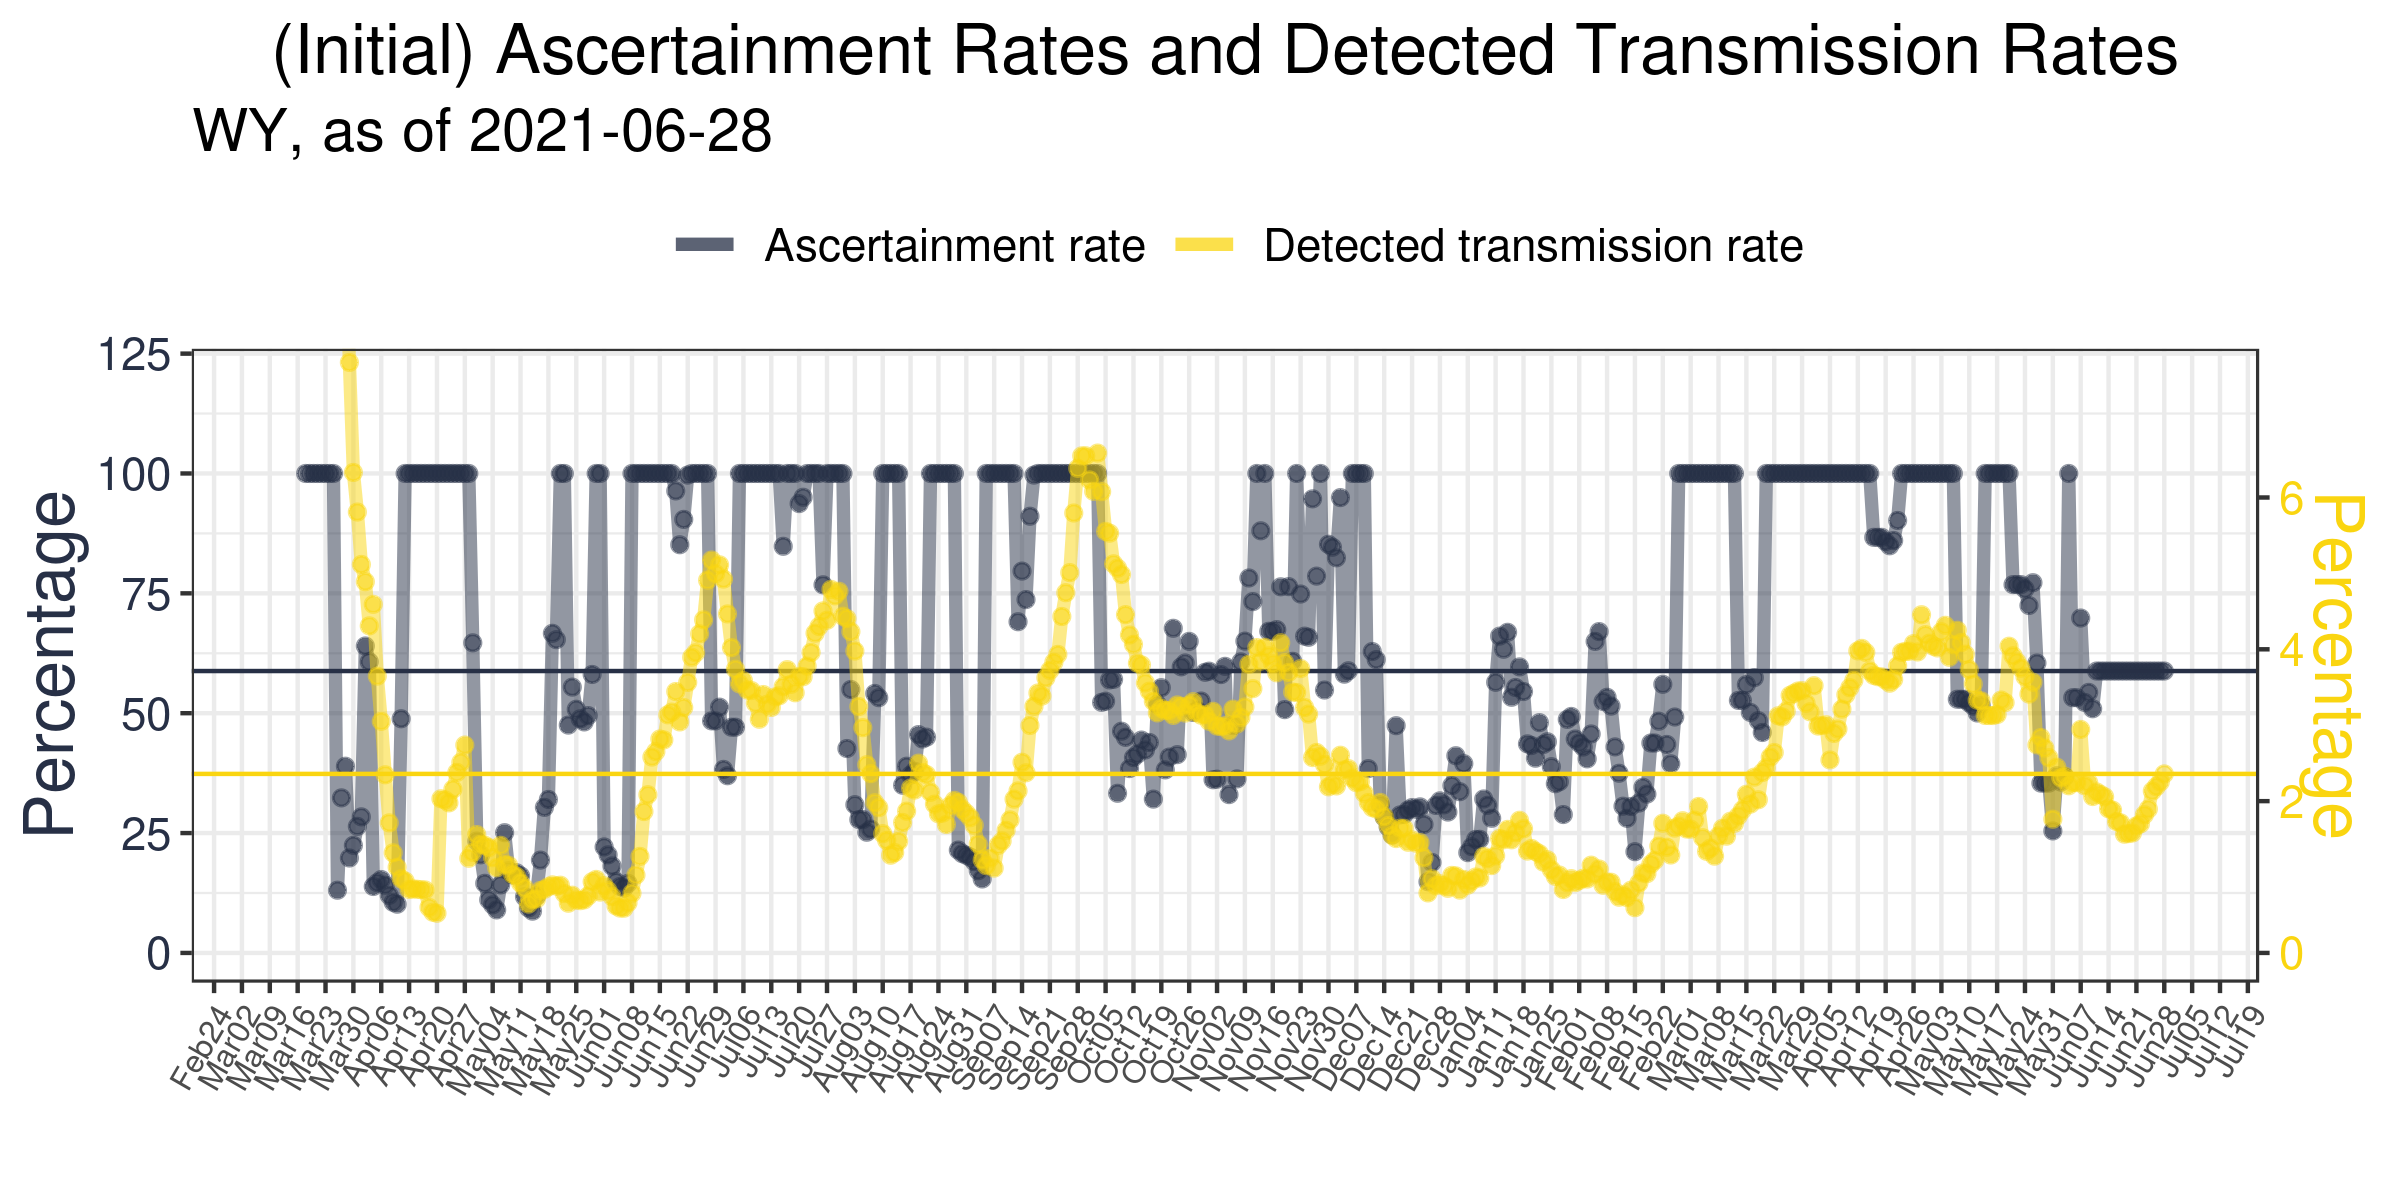 (Initial) Ascertainment Rates and Detected Transmission Rates
WY, as of 2021-06-28
Ascertainment rate
Detected transmission rate
Percentage
125
100
75
50
25
0
6
4
2
0
Percentage
Feb24
Mar02
Mar09
Mar16
Mar23
Mar30
Apr06
Apr13
Apr20
Apr27
May04
May11
May18
May25
Jun01
Jun08
Jun15
Jun22
Jun29
Jul06
Jul13
Jul20
Jul27
Aug03
Aug10
Aug17
Aug24
Aug31
Sep07
Sep14
Sep21
Sep28
Oct05
Oct12
Oct19
Oct26
Nov02
Nov09
Nov16
Nov23
Nov30
Dec07
Dec14
Dec21
Dec28
Jan04
Jan11
Jan18
Jan25
Feb01
Feb08
Feb15
Feb22
Mar01
Mar08
Mar15
Mar22
Mar29
Apr05
Apr12
Apr19
Apr26
May03
May10
May17
May24
May31
Jun07
Jun14
Jun21
Jun28
Jul05
Jul12
Jul19